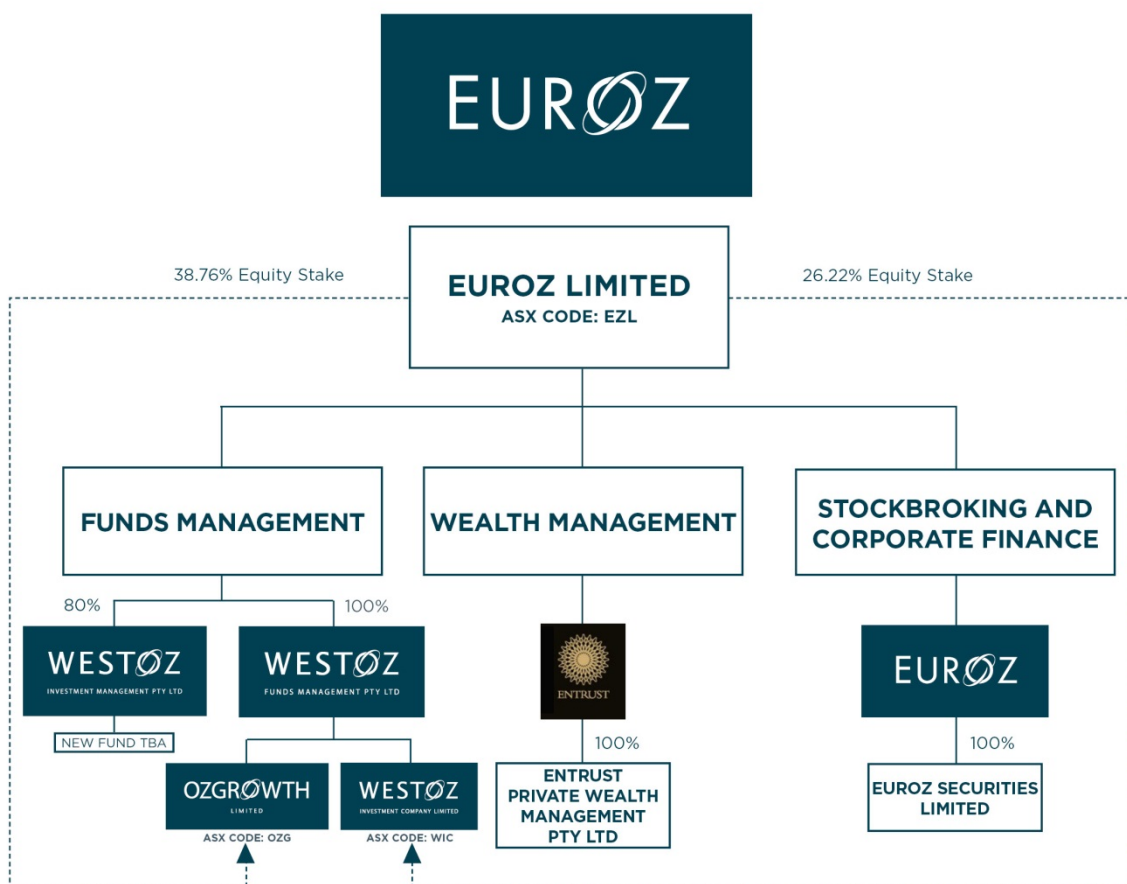 EUROZ
38.76% Equity Stake
26.22% Equity Stake
EUROZ LIMITED
ASX CODE: EZL
FUNDS MANAGEMENT
WEALTH MANAGEMENT
STOCKBROKING AND
CORPORATE FINANCE
80%
100%
WESTOZ
INVESTMENT MANAGEMENT PTY LTD
WESTOZ
FUNDS MANAGEMENT PTY LTD
ENTRUST
EUROZ
NEW FUND TBA
100%
100%
OZGROWTH
LIMITED
WESTOZ
INVESTMENT COMPANY LIMITED
ENTRUST
PRIVATE WEALTH
MANAGEMENT
PTY LTD
EUROZ SECURITIES
LIMITED
ASX CODE: OZG
ASX CODE: WIC